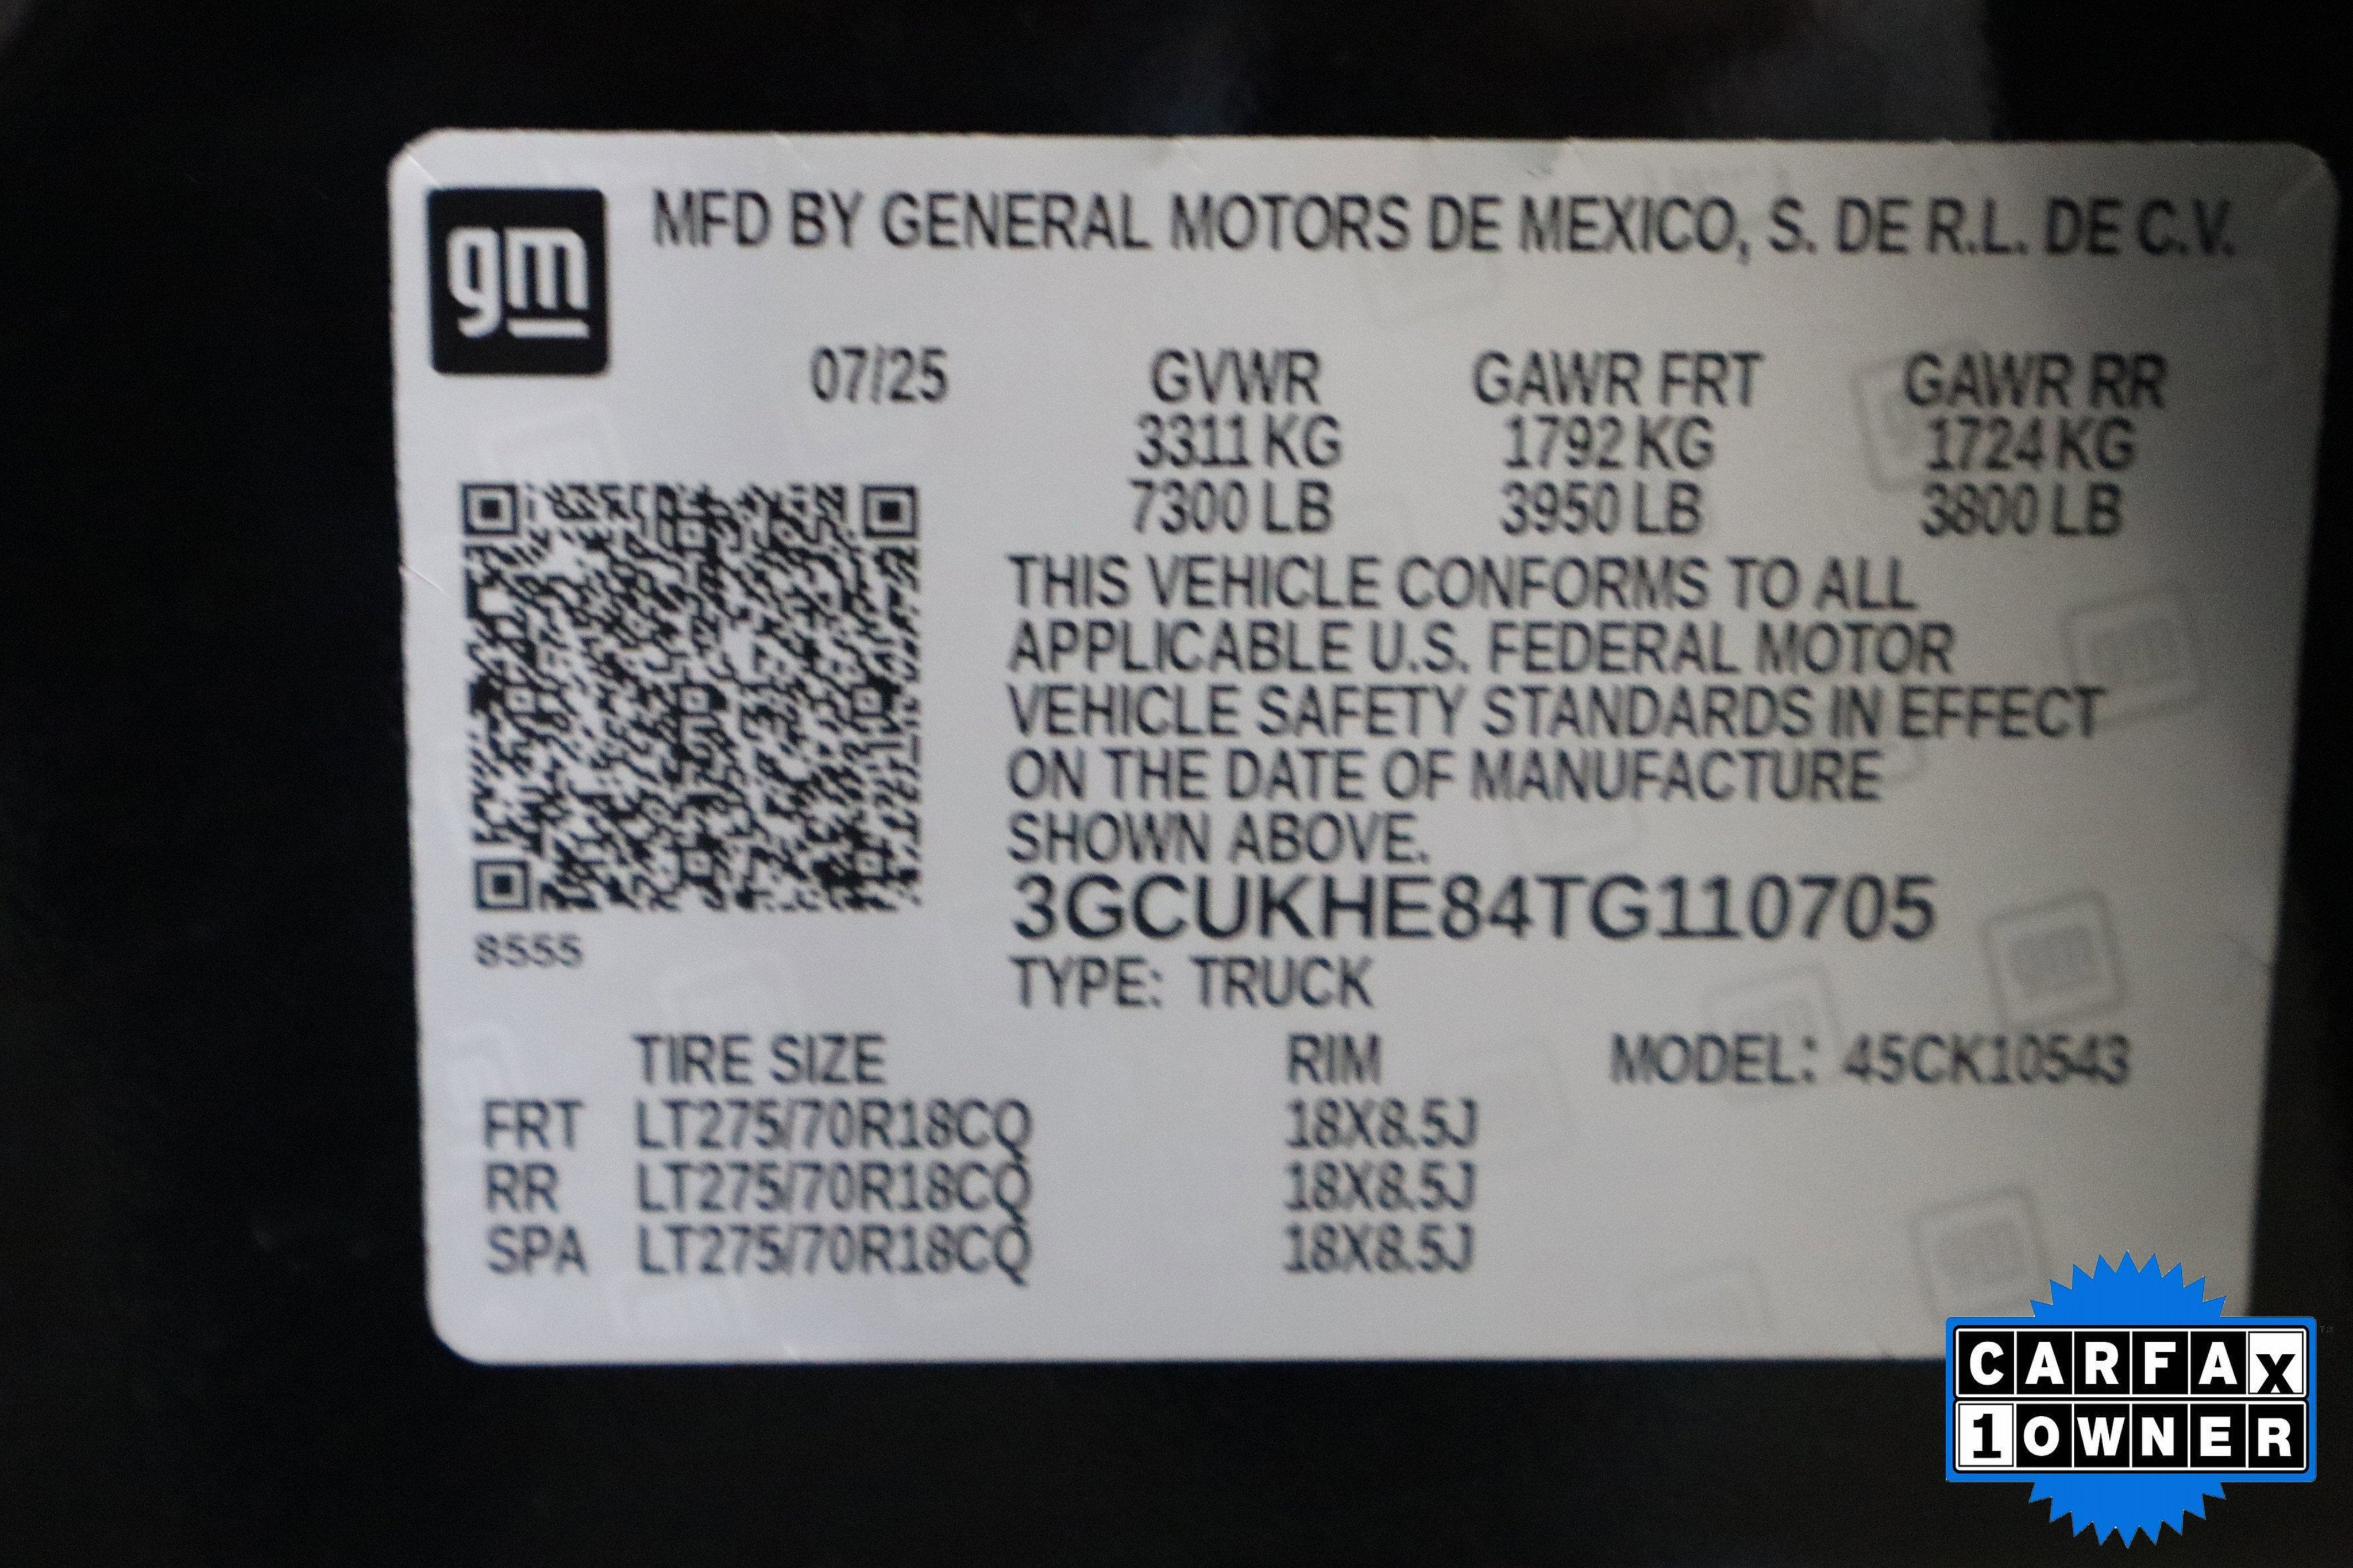 gm
MFD BY GENERAL MOTORS DE MEXICO, S. DE R.L. DE C.V.
07/25 GVWR GAWR FRT GAWR RR
3311 KG 1792 KG 1724 KG
7300 LB 3950 LB 3800 LB
THIS VEHICLE CONFORMS TO ALL
APPLICABLE U.S. FEDERAL MOTOR
VEHICLE SAFETY STANDARDS IN EFFECT
ON THE DATE OF MANUFACTURE
SHOWN ABOVE.
3GCUKHE84TG110705
8555
TYPE: TRUCK
TIRE SIZE RIM MODEL: 45CK10543
FRT LT275/70R18CQ 18X8.5J
RR LT275/70R18CQ 18X8.5J
SPA LT275/70R18CQ 18X8.5J
CARFAX
1 OWNER